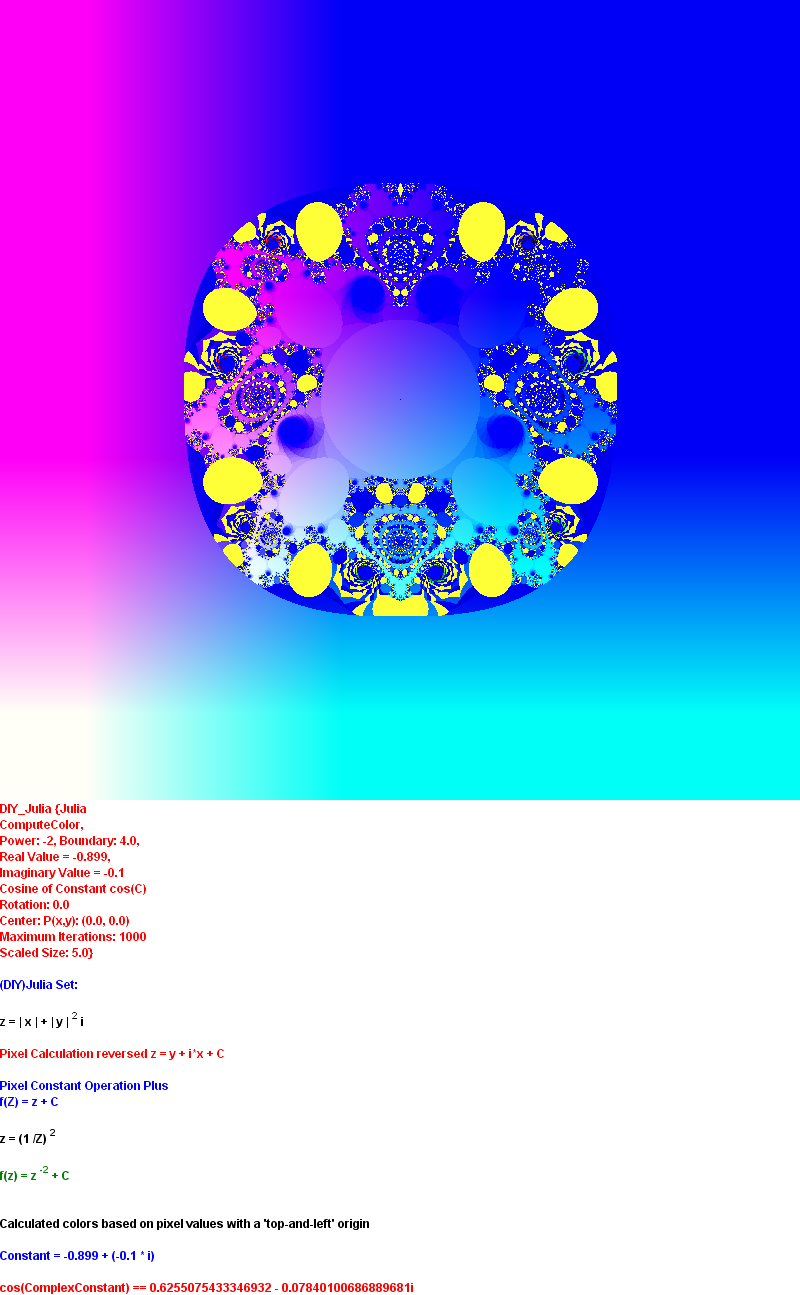 DIY_Julia {Julia
ComputeColor,
Power: -2, Boundary: 4.0,
Real Value = -0.899,
Imaginary Value = -0.1
Cosine of Constant cos(C)
Rotation: 0.0
Center: P(x,y): (0.0, 0.0)
Maximum Iterations: 1000
Scaled Size: 5.0}
(DIY)Julia Set:
z = | x | + | y | ² i
Pixel Calculation reversed z = y + i*x + C
Pixel Constant Operation Plus
f(Z) = z + C
z = (1 /Z) ²
f(z) = z ⁻² + C
Calculated colors based on pixel values with a 'top-and-left' origin
Constant = -0.899 + (-0.1 * i)
cos(ComplexConstant) == 0.6255075433346932 - 0.07840100686889681i